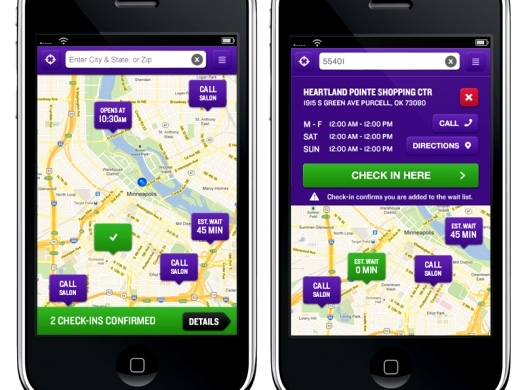 Enter City & State, or Zip
OPENS AT
10:30AM
CALL
SALON
Minneapolis
EST. WAIT
45 MIN
CALL
SALON
CALL
SALON
2 CHECK-INS CONFIRMED
DETAILS
55401
HEARTLAND POINTE SHOPPING CTR
1915 S GREEN AVE PURCELL, OK 73080
M - F 12:00 AM - 12:00 PM
CALL
SAT 12:00 AM - 12:00 PM
SUN 12:00 AM - 12:00 PM
DIRECTIONS
CHECK IN HERE
Check-in confirms you are added to the wait list.
Minneapolis
EST. WAIT
45 MIN
EST. WAIT
0 MIN
CALL
SALON
CALL
SALON